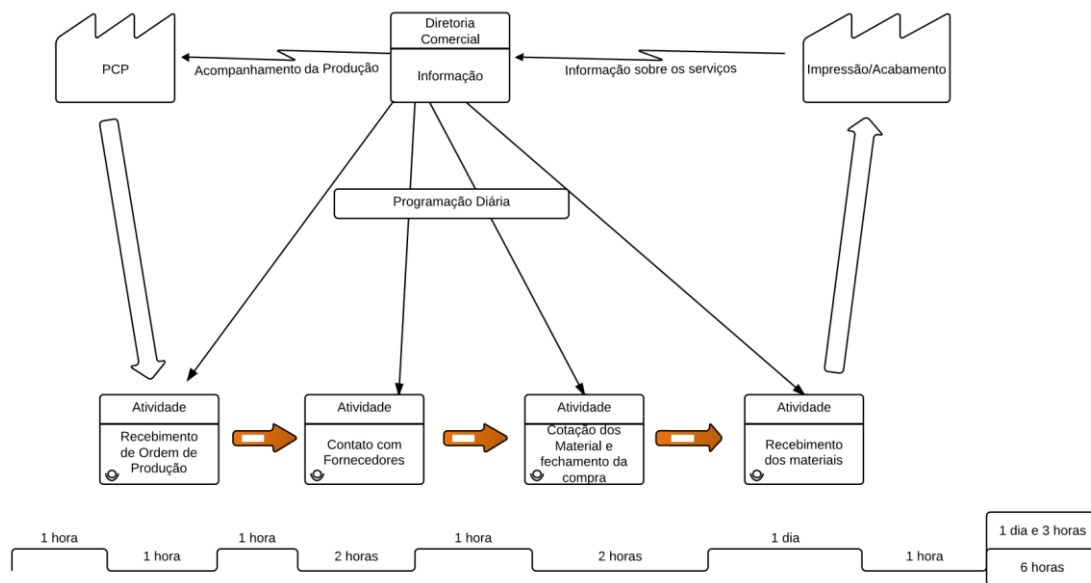 Diretoria
Comercial
PCP
Acompanhamento da Produção
Informação
Informação sobre os serviços
Impressão/Acabamento
Programação Diária
Atividade
Recebimento
de Ordem de
Produção
Atividade
Contato com
Fornecedores
Atividade
Cotação dos
Material e
fechamento da
compra
Atividade
Recebimento
dos materiais
1 hora
1 hora
1 hora
2 horas
1 hora
2 horas
1 dia
1 hora
1 dia e 3 horas
6 horas